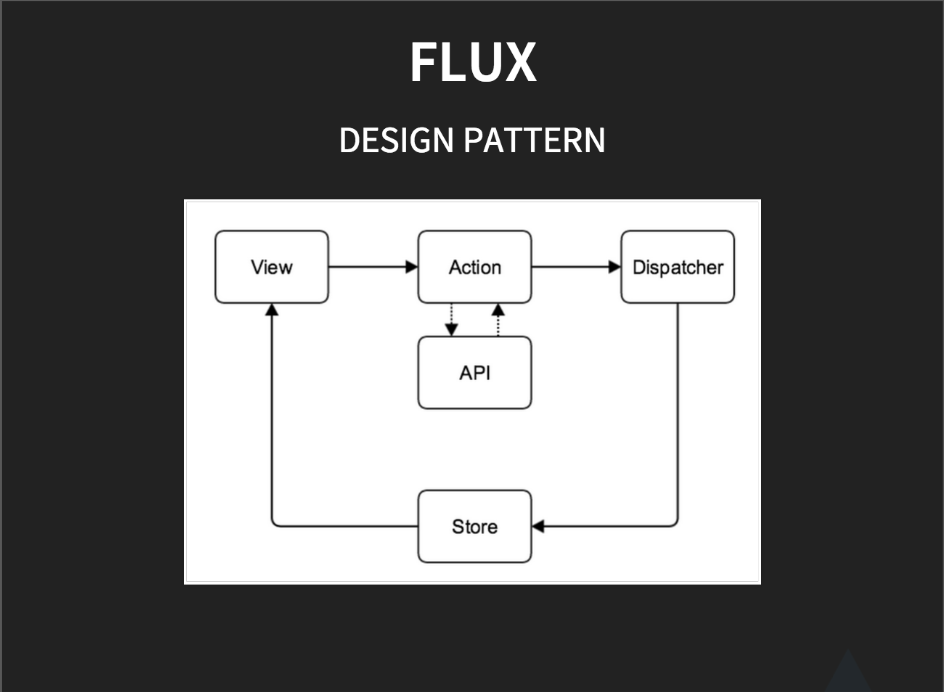 FLUX
DESIGN PATTERN
View
Action
Dispatcher
API
Store